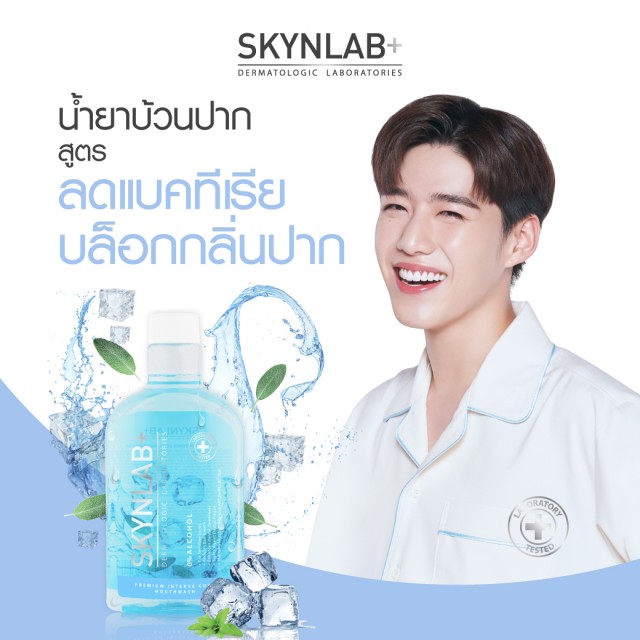 SKYNLAB+
DERMATOLOGIC LABORATORIES
น้ำยาบ้วนปาก
สูตร
ลดแบคทีเรีย
บล็อกกลิ่นปาก
SKYNLAB+
0% ALCOHOL
PREMIUM INTENSE COOL
MOUTHWASH
LABORATORY
TESTED